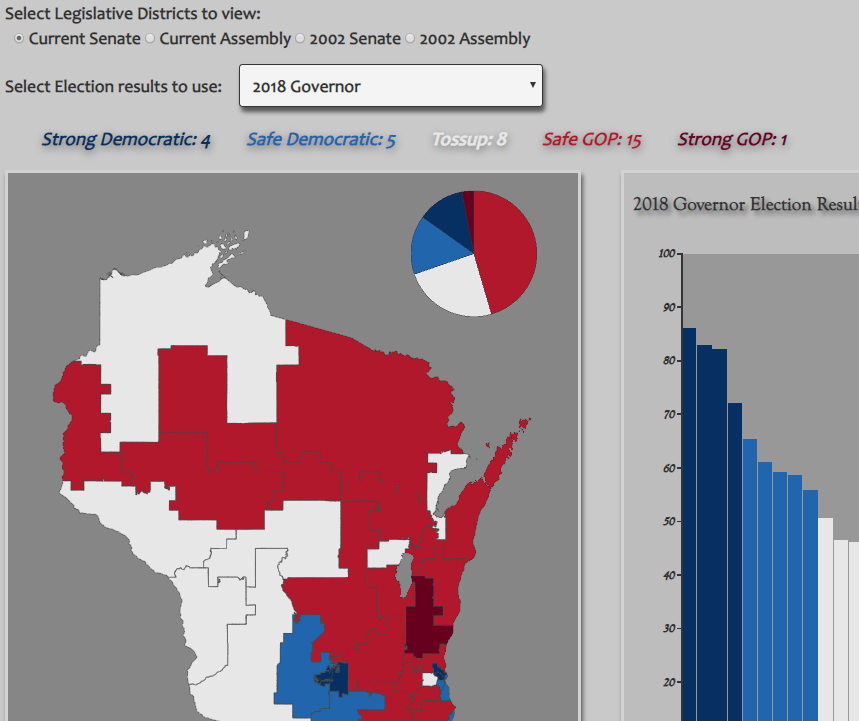 Select Legislative Districts to view:
Current Senate Current Assembly 2002 Senate 2002 Assembly
Select Election results to use: 2018 Governor
Strong Democratic: 4 Safe Democratic: 5 Tossup: 8 Safe GOP: 15 Strong GOP: 1
2018 Governor Election Resul
100
90
80
70
60
50
40
30
20